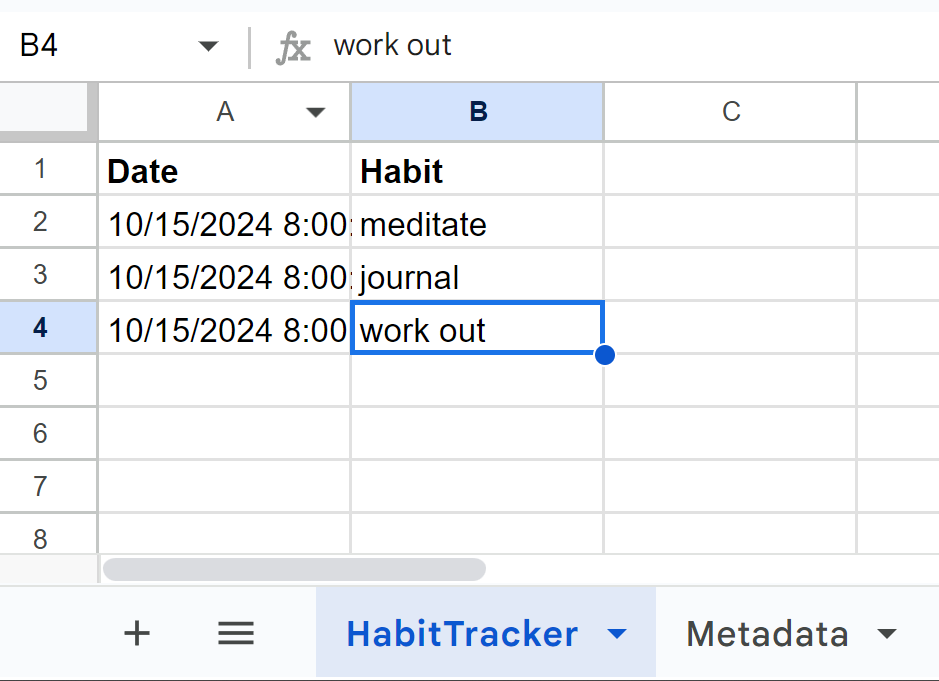 B4 fx work out
A B C
1 Date Habit
2 10/15/2024 8:00: meditate
3 10/15/2024 8:00: journal
4 10/15/2024 8:00 work out
5
6
7
8
+ HabitTracker Metadata